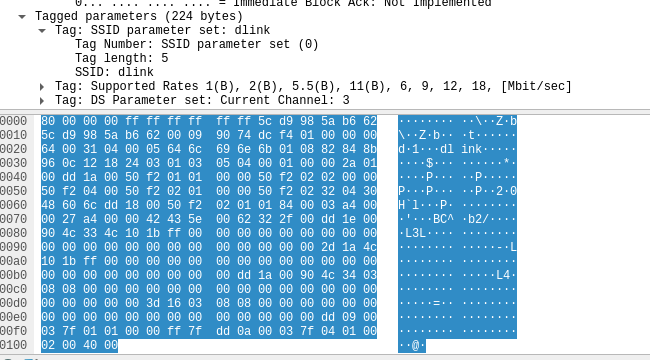 0... .... .... .... = Immediate Block Ack: Not Implemented
Tagged parameters (224 bytes)
Tag: SSID parameter set: dlink
Tag Number: SSID parameter set (0)
Tag length: 5
SSID: dlink
Tag: Supported Rates 1(B), 2(B), 5.5(B), 11(B), 6, 9, 12, 18, [Mbit/sec]
Tag: DS Parameter set: Current Channel: 3
0000 80 00 00 00 ff ff ff ff ff ff 5c d9 98 5a b6 62 ········ ··\··Z·b
0010 5c d9 98 5a b6 62 00 09 90 74 dc f4 01 00 00 00 \··Z·b·· ·t······
0020 64 00 31 04 00 05 64 6c 69 6e 6b 01 08 82 84 8b d·1···dl ink·····
0030 96 0c 12 18 24 03 01 03 05 04 00 01 00 00 2a 01 ····$··· ······*·
0040 00 dd 1a 00 50 f2 01 01 00 00 50 f2 02 02 00 00 ····P··· ··P·····
0050 50 f2 04 00 50 f2 02 01 00 00 50 f2 02 32 04 30 P···P··· ··P··2·0
0060 48 60 6c dd 18 00 50 f2 02 01 01 84 00 03 a4 00 H`l···P· ········
0070 00 27 a4 00 00 42 43 5e 00 62 32 2f 00 dd 1e 00 ·'···BC^ ·b2/····
0080 90 4c 33 4c 10 1b ff 00 00 00 00 00 00 00 00 00 ·L3L···· ········
0090 00 00 00 00 00 00 00 00 00 00 00 00 00 2d 1a 4c ········ ·····-·L
00a0 10 1b ff 00 00 00 00 00 00 00 00 00 00 00 00 00 ········ ········
00b0 00 00 00 00 00 00 00 00 00 dd 1a 00 90 4c 34 03 ········ ·····L4·
00c0 08 08 00 00 00 00 00 00 00 00 00 00 00 00 00 00 ········ ········
00d0 00 00 00 00 00 3d 16 03 08 08 00 00 00 00 00 00 ·····=·· ········
00e0 00 00 00 00 00 00 00 00 00 00 00 00 00 dd 09 00 ········ ········
00f0 03 7f 01 01 00 00 ff 7f dd 0a 00 03 7f 04 01 00 ········ ········
0100 02 00 40 00 ··@·